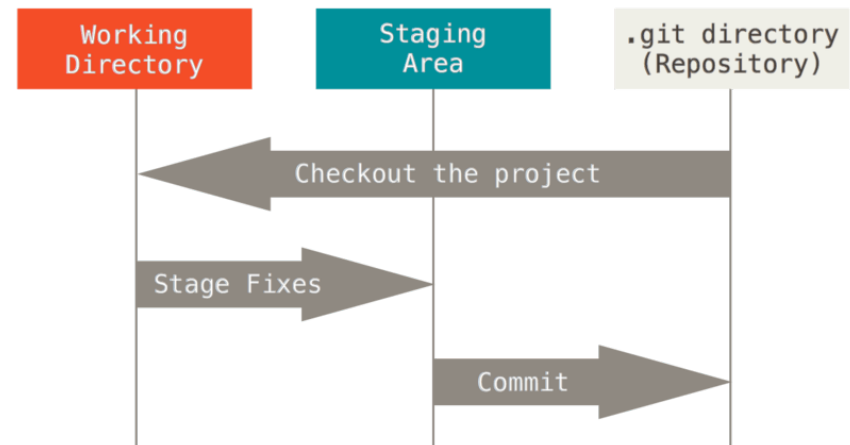 Working
Directory
Staging
Area
.git directory
(Repository)
Checkout the project
Stage Fixes
Commit